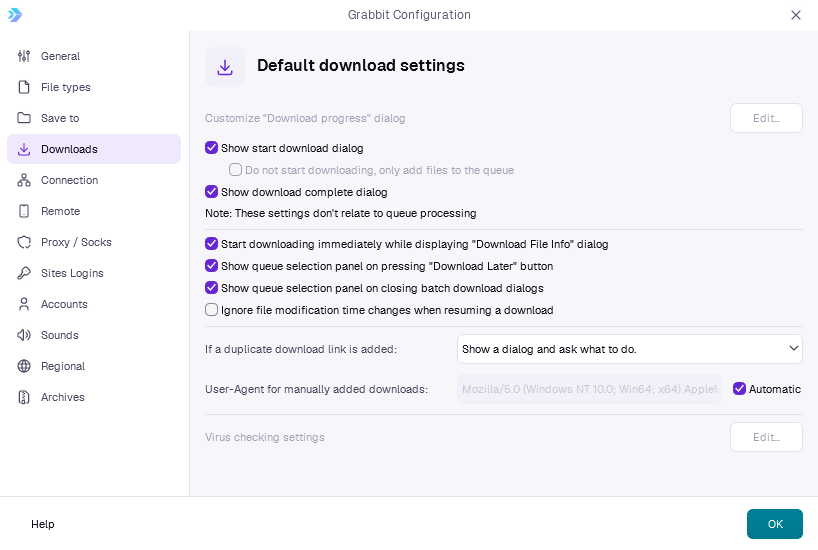 Grabbit Configuration
General
File types
Save to
Downloads
Connection
Remote
Proxy / Socks
Sites Logins
Accounts
Sounds
Regional
Archives
Default download settings
Customize "Download progress" dialog
Edit...
Show start download dialog
Do not start downloading, only add files to the queue
Show download complete dialog
Note: These settings don't relate to queue processing
Start downloading immediately while displaying "Download File Info" dialog
Show queue selection panel on pressing "Download Later" button
Show queue selection panel on closing batch download dialogs
Ignore file modification time changes when resuming a download
If a duplicate download link is added:
Show a dialog and ask what to do.
User-Agent for manually added downloads:
Mozilla/5.0 (Windows NT 10.0; Win64; x64) Apple\
Automatic
Virus checking settings
Edit...
Help
OK